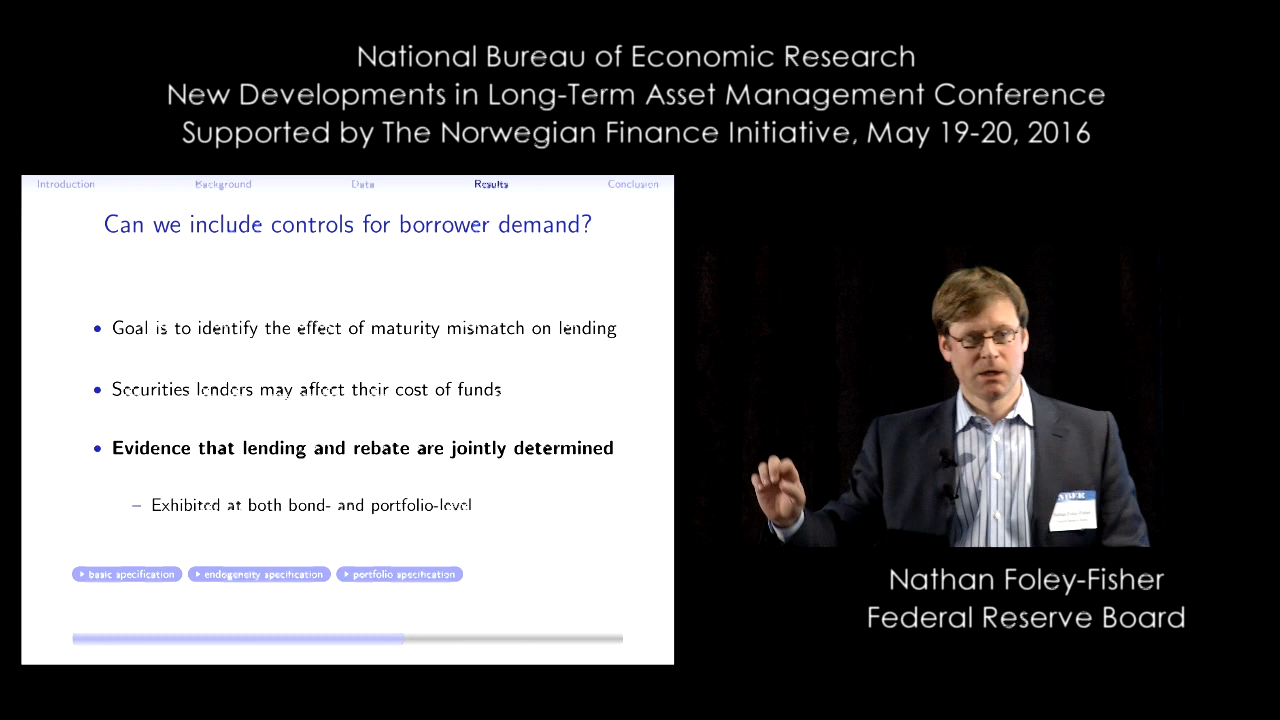 National Bureau of Economic Research
New Developments in Long-Term Asset Management Conference
Supported by The Norwegian Finance Initiative, May 19-20, 2016
Introduction Background Data Results Conclusion
Can we include controls for borrower demand?
• Goal is to identify the effect of maturity mismatch on lending
• Securities lenders may affect their cost of funds
• Evidence that lending and rebate are jointly determined
– Exhibited at both bond- and portfolio-level
basic specification endogeneity specification portfolio specification
NBER
Nathan Foley-Fisher
Nathan Foley-Fisher
Federal Reserve Board